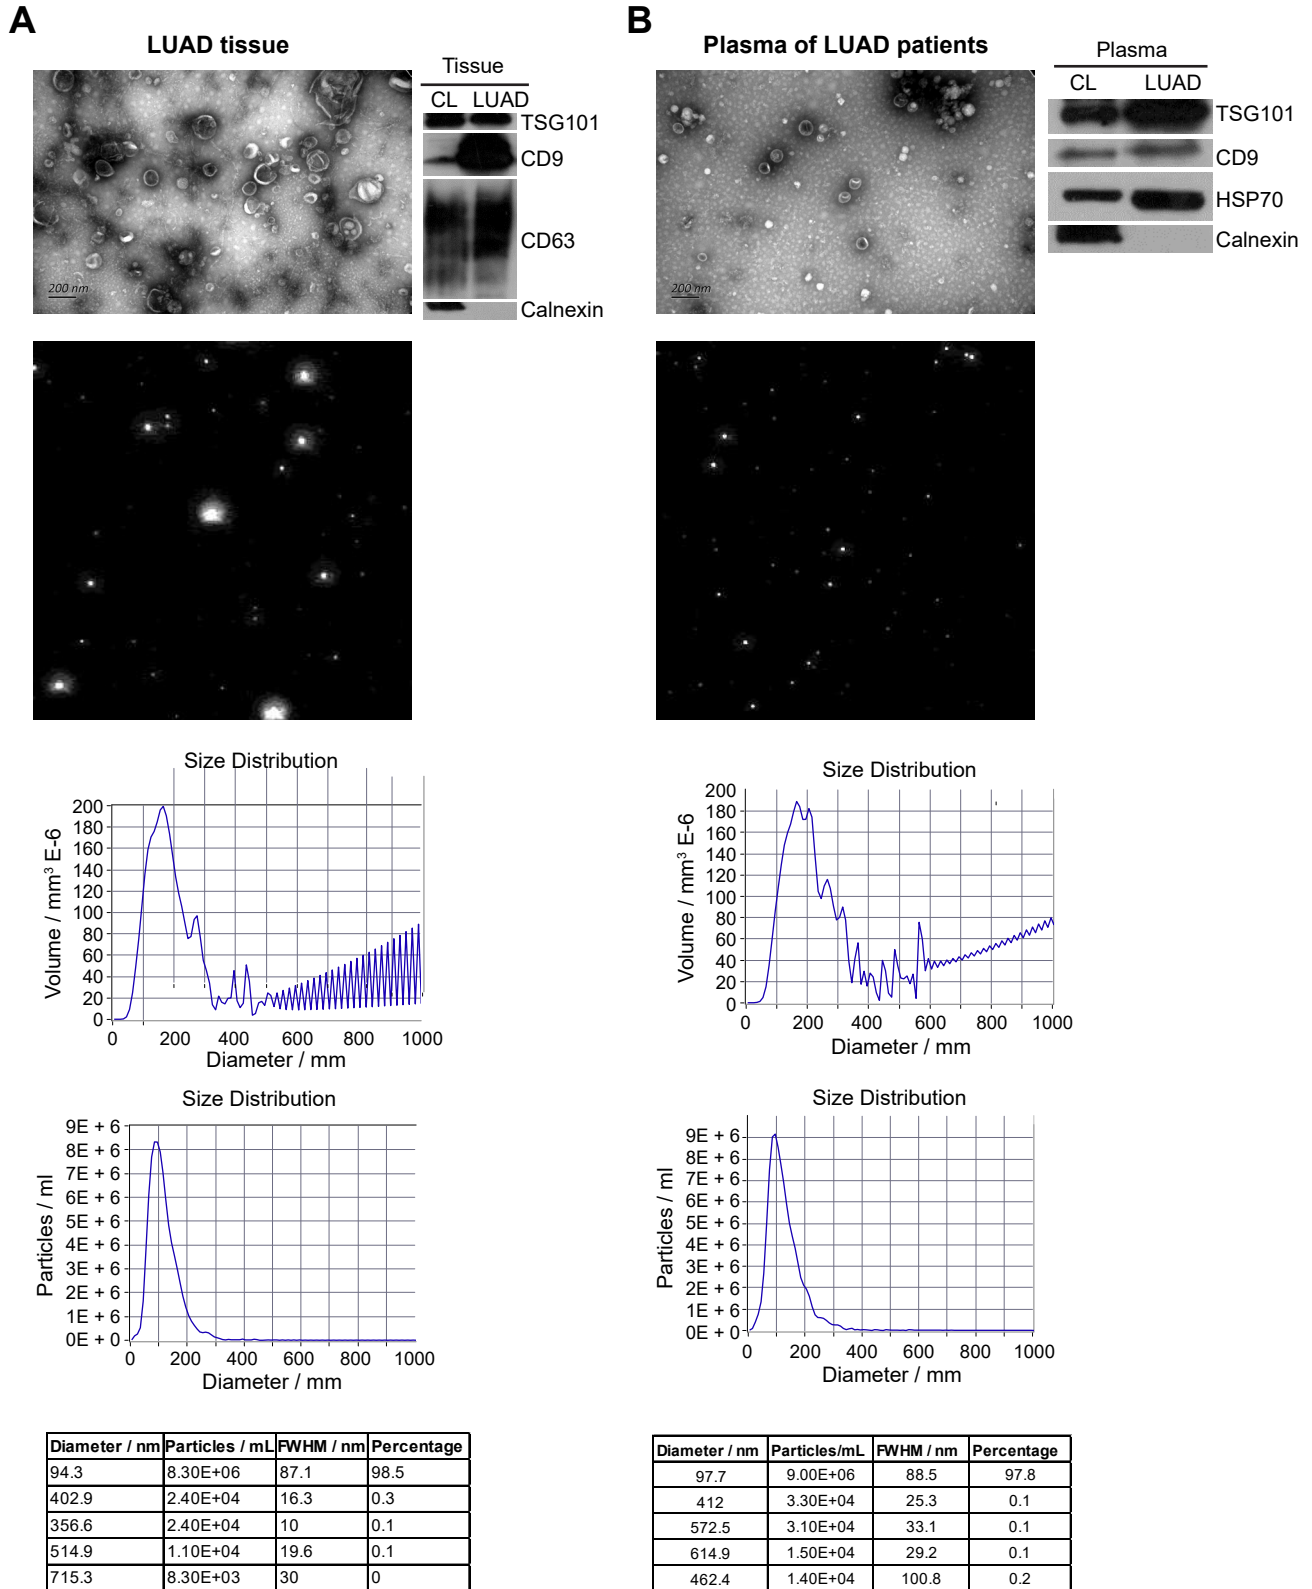 A
LUAD tissue
Tissue
CL LUAD
TSG101
CD9
CD63
Calnexin
200 nm
Size Distribution
Volume / mm³ E-6
200
180
160
140
120
100
80
60
40
20
0
0 200 400 600 800 1000
Diameter / mm
Size Distribution
Particles / ml
9E + 6
8E + 6
7E + 6
6E + 6
5E + 6
4E + 6
3E + 6
2E + 6
1E + 6
0E + 0
0 200 400 600 800 1000
Diameter / mm
Diameter / nm Particles / mL FWHM / nm Percentage
94.3 8.30E+06 87.1 98.5
402.9 2.40E+04 16.3 0.3
356.6 2.40E+04 10 0.1
514.9 1.10E+04 19.6 0.1
715.3 8.30E+03 30 0
B
Plasma of LUAD patients
Plasma
CL LUAD
TSG101
CD9
HSP70
Calnexin
200 nm
Size Distribution
Volume / mm³ E-6
200
180
160
140
120
100
80
60
40
20
0
0 200 400 600 800 1000
Diameter / mm
Size Distribution
Particles / ml
9E + 6
8E + 6
7E + 6
6E + 6
5E + 6
4E + 6
3E + 6
2E + 6
1E + 6
0E + 0
0 200 400 600 800 1000
Diameter / mm
Diameter / nm Particles/mL FWHM / nm Percentage
97.7 9.00E+06 88.5 97.8
412 3.30E+04 25.3 0.1
572.5 3.10E+04 33.1 0.1
614.9 1.50E+04 29.2 0.1
462.4 1.40E+04 100.8 0.2